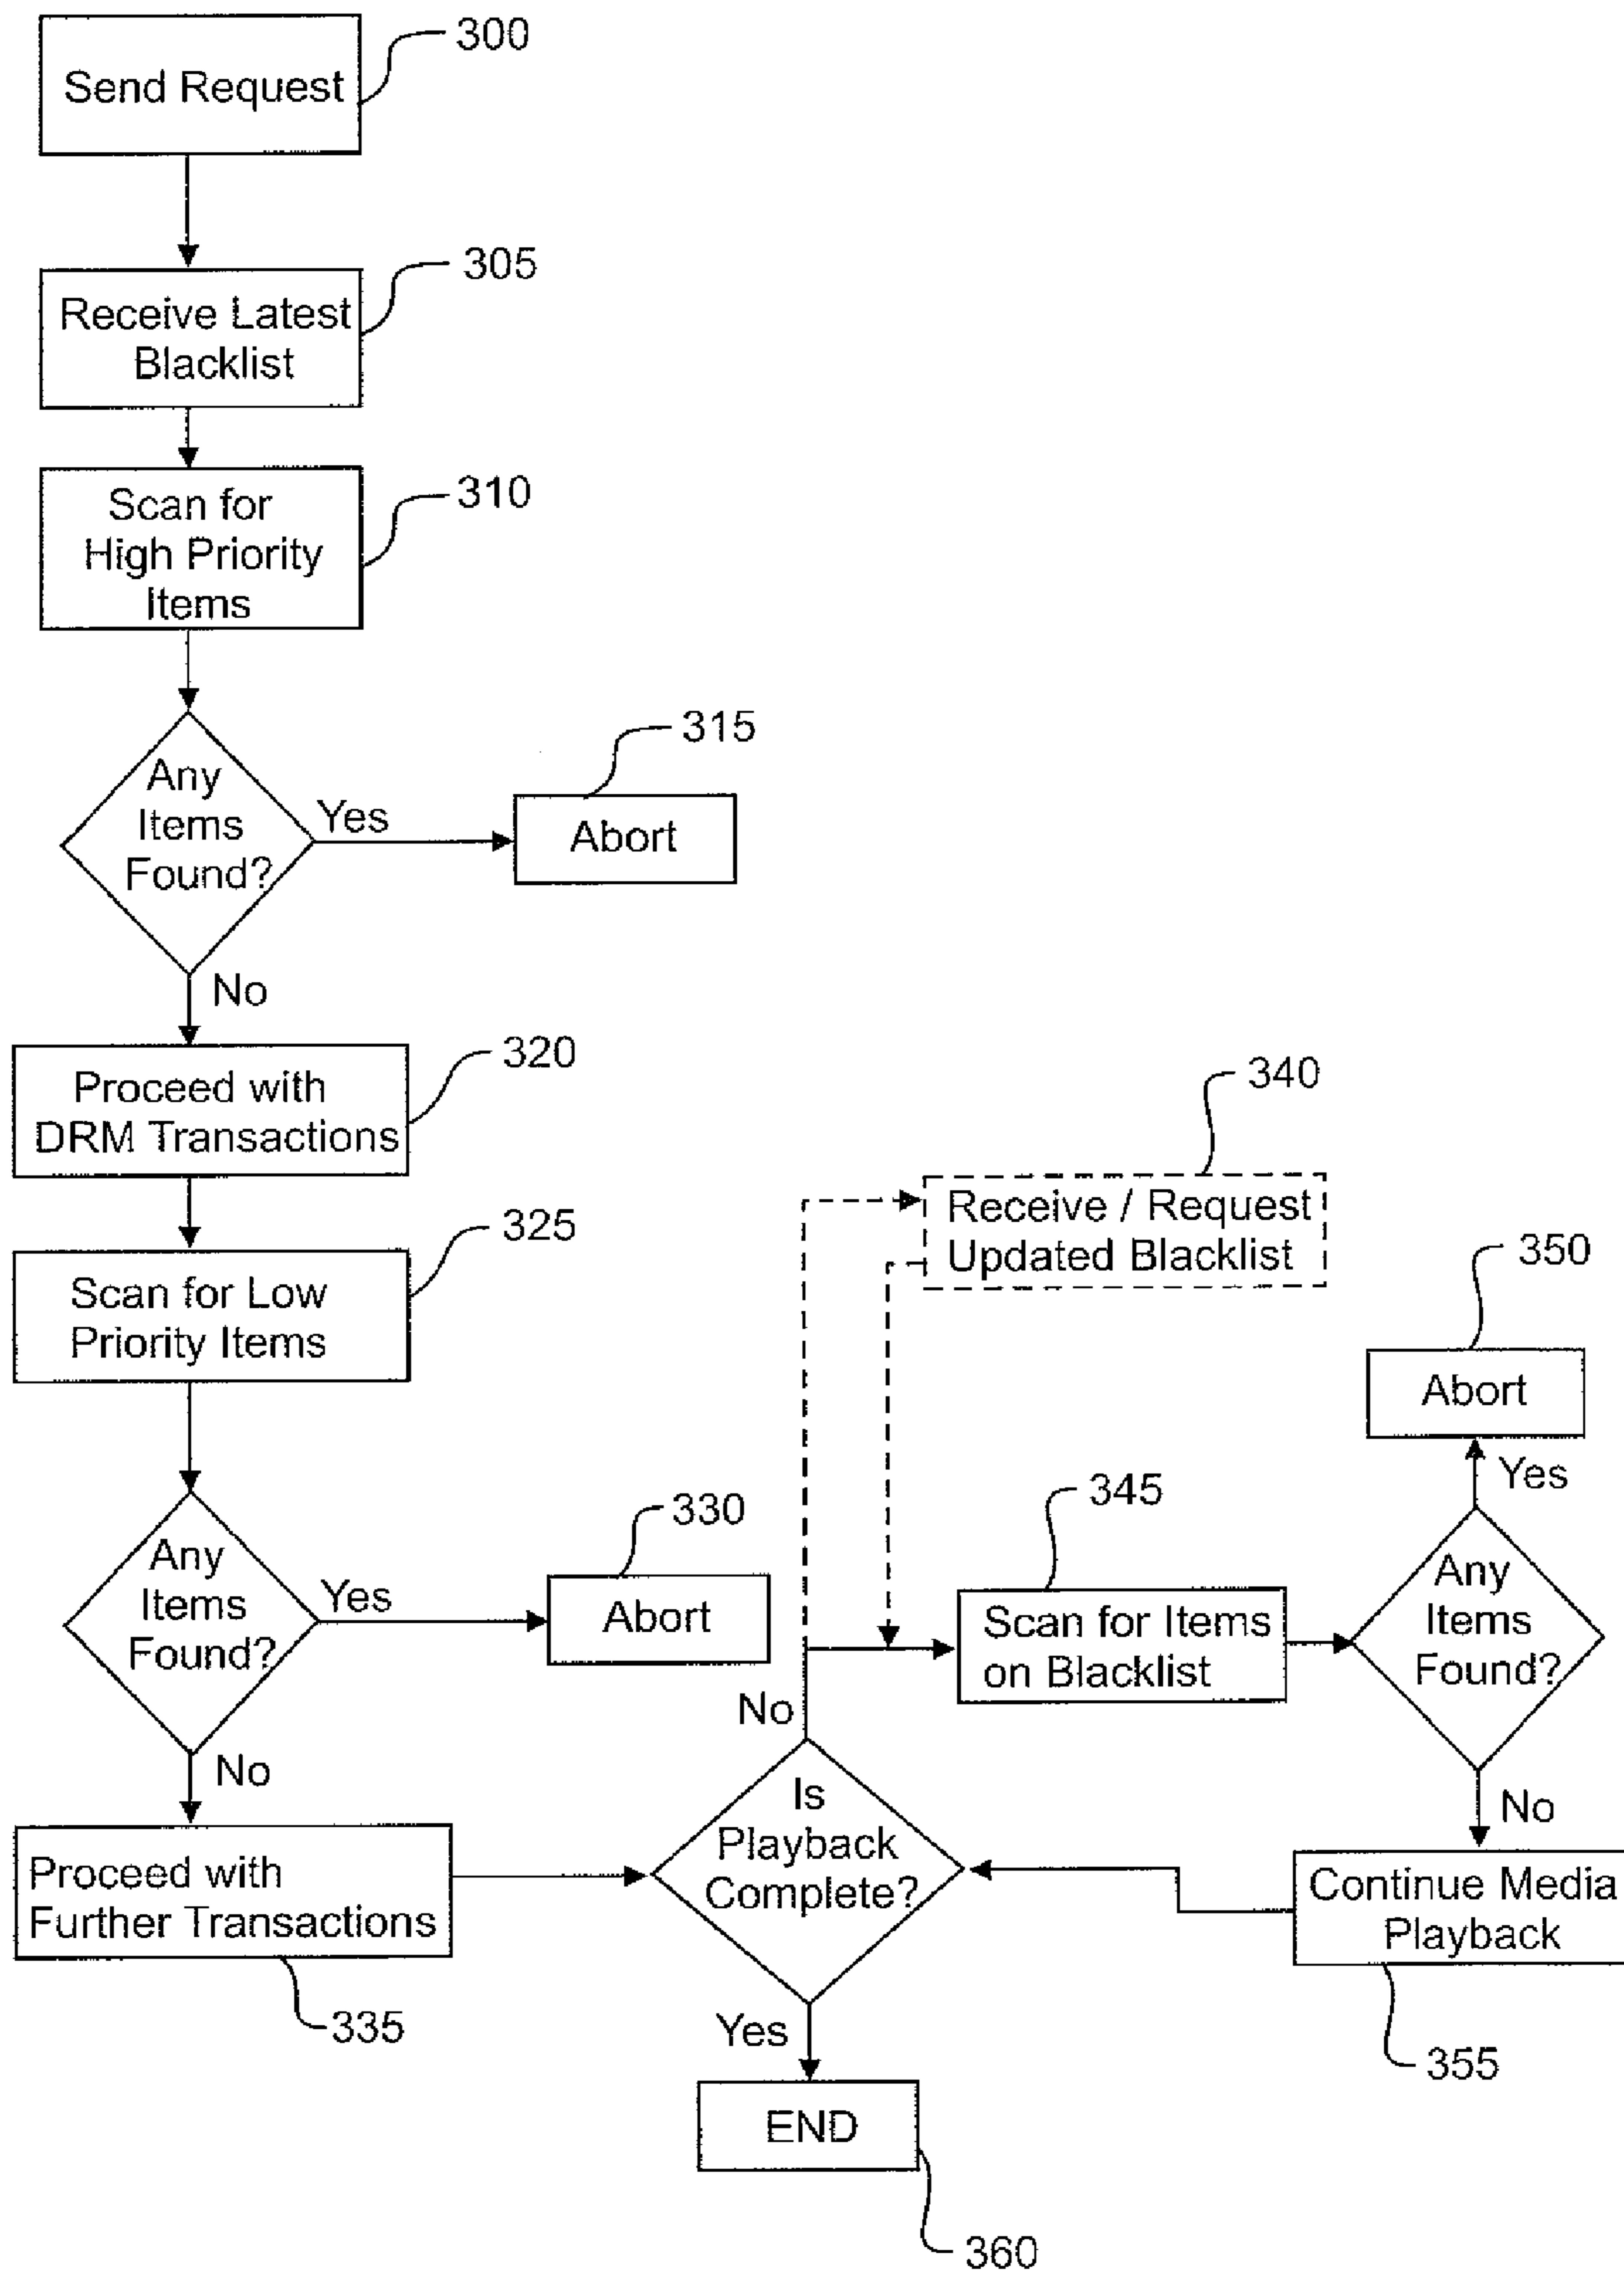 300
Send Request
305
Receive Latest
Blacklist
310
Scan for
High Priority
Items
315
Any
Items
Found?
Yes
Abort
No
320
Proceed with
DRM Transactions
325
Scan for Low
Priority Items
330
Any
Items
Found?
Yes
Abort
No
Proceed with
Further Transactions
335
340
Receive / Request
Updated Blacklist
350
Abort
Yes
345
Scan for Items
on Blacklist
Any
Items
Found?
No
No
Is
Playback
Complete?
Continue Media
Playback
355
Yes
END
360